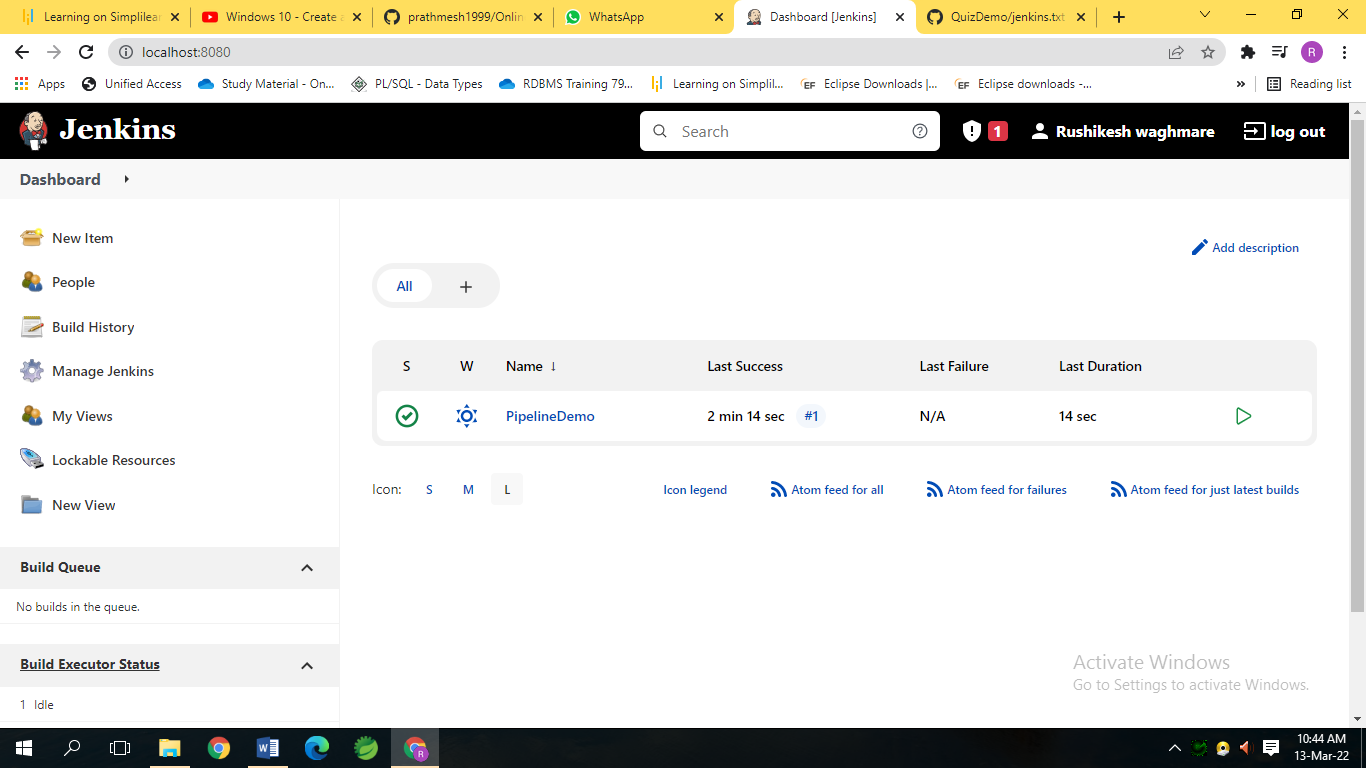 Learning on Simplilear
Windows 10 - Create a
prathmesh1999/Onlin
WhatsApp
Dashboard [Jenkins]
QuizDemo/jenkins.txt
localhost:8080
R
Apps
Unified Access
Study Material - On...
PL/SQL - Data Types
RDBMS Training 79...
Learning on Simplil...
EF Eclipse Downloads |...
EF Eclipse downloads -...
»
Reading list
Jenkins
Search
1
Rushikesh waghmare
log out
Dashboard
New Item
People
Build History
Manage Jenkins
My Views
Lockable Resources
New View
Build Queue
No builds in the queue.
Build Executor Status
1 Idle
Add description
All +
S W Name ↓ Last Success Last Failure Last Duration
PipelineDemo 2 min 14 sec #1 N/A 14 sec
Icon: S M L
Icon legend
Atom feed for all
Atom feed for failures
Atom feed for just latest builds
Activate Windows
Go to Settings to activate Windows.
R
10:44 AM
13-Mar-22